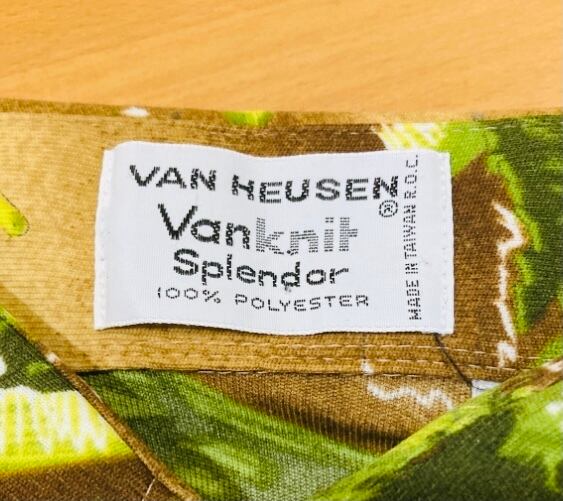 VAN HEUSEN®
Vanknit
Splendor
100% POLYESTER
MADE IN TAIWAN R.O.C.